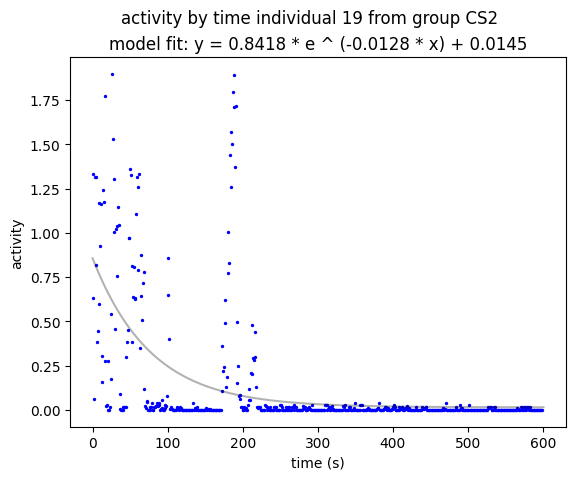 activity by time individual 19 from group CS2
model fit: y = 0.8418 * e ^ (-0.0128 * x) + 0.0145
1.75
1.50
1.25
1.00
0.75
0.50
0.25
0.00
activity
0 100 200 300 400 500 600
time (s)